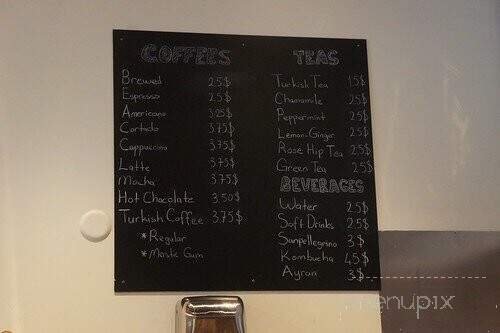 COFFEES
Brewed 2.5$
Espresso 2.5$
Americano 3.25$
Cortado 3.75$
Cappuccino 3.75$
Latte 3.75$
Mocha 3.75$
Hot Chocolate 3.50$
Turkish Coffee 3.75$
*Regular
*Mastic Gum
TEAS
Turkish Tea 1.5$
Chamomile 2.5$
Peppermint 2.5$
Lemon-Ginger 2.5$
Rose Hip Tea 2.5$
Green Tea 2.5$
BEVERAGES
Water 2.5$
Soft Drinks 2.5$
Sanpellegrino 3$
Kombucha 4.5$
Ayran 3$
menupix